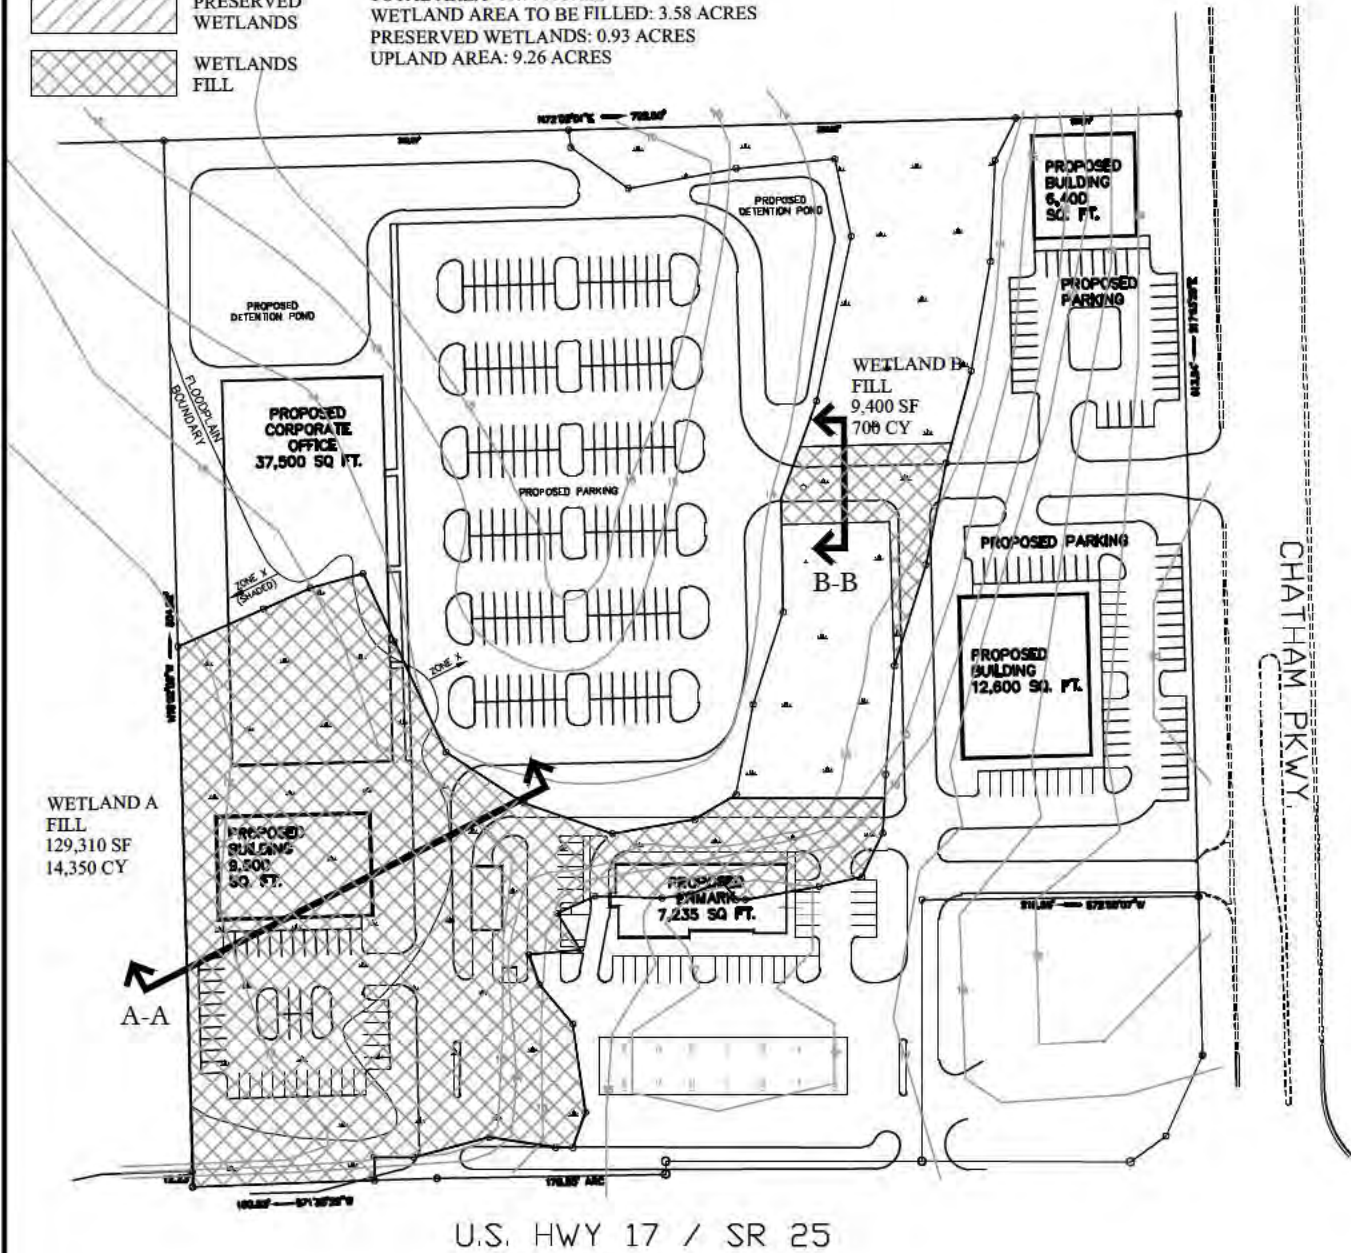 PRESERVED
WETLANDS
WETLANDS
FILL
WETLAND AREA TO BE FILLED: 3.58 ACRES
PRESERVED WETLANDS: 0.93 ACRES
UPLAND AREA: 9.26 ACRES
PROPOSED
BUILDING
6,400
SQ. FT.
PROPOSED
DETENTION POND
PROPOSED
PARKING
PROPOSED
DETENTION POND
FLOODPLAIN
BOUNDARY
PROPOSED
CORPORATE
OFFICE
37,500 SQ FT.
WETLAND B
FILL
9,400 SF
700 CY
PROPOSED PARKING
PROPOSED PARKING
B-B
ZONE X
(SHADED)
ZONE X
PROPOSED
BUILDING
12,600 SQ. FT.
CHATHAM PKWY.
WETLAND A
FILL
129,310 SF
14,350 CY
PROPOSED
BUILDING
SQ. FT.
PROPOSED
7,235 SQ FT.
A-A
U.S. HWY 17 / SR 25